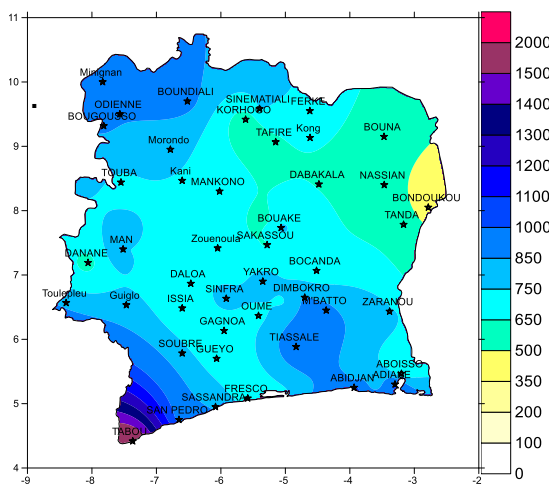 11
10
9
8
7
6
5
4
-9 -8 -7 -6 -5 -4 -3 -2
Minignan
ODIENNE
BOUGOUSSO
BOUNDIALI
SINEMATIALI
KORHOGO
FERKE
TAFIRE
Kong
BOUNA
Morondo
TOUBA
Kani
MANKONO
DABAKALA
NASSIAN
BONDOUKOU
TANDA
BOUAKE
SAKASSOU
Zouenoula
MAN
DANANE
BOCANDA
DALOA
YAKRO
DIMBOKRO
SINFRA
M'BATTO
ZARANOU
Toulepleu
Guiglo
ISSIA
OUME
GAGNOA
TIASSALE
SOUBRE
GUEYO
ABOISSO
ADIAKE
ABIDJAN
FRESCO
SASSANDRA
SAN PEDRO
TABOU
2000
1500
1400
1300
1200
1100
1000
850
750
650
500
350
200
100
0